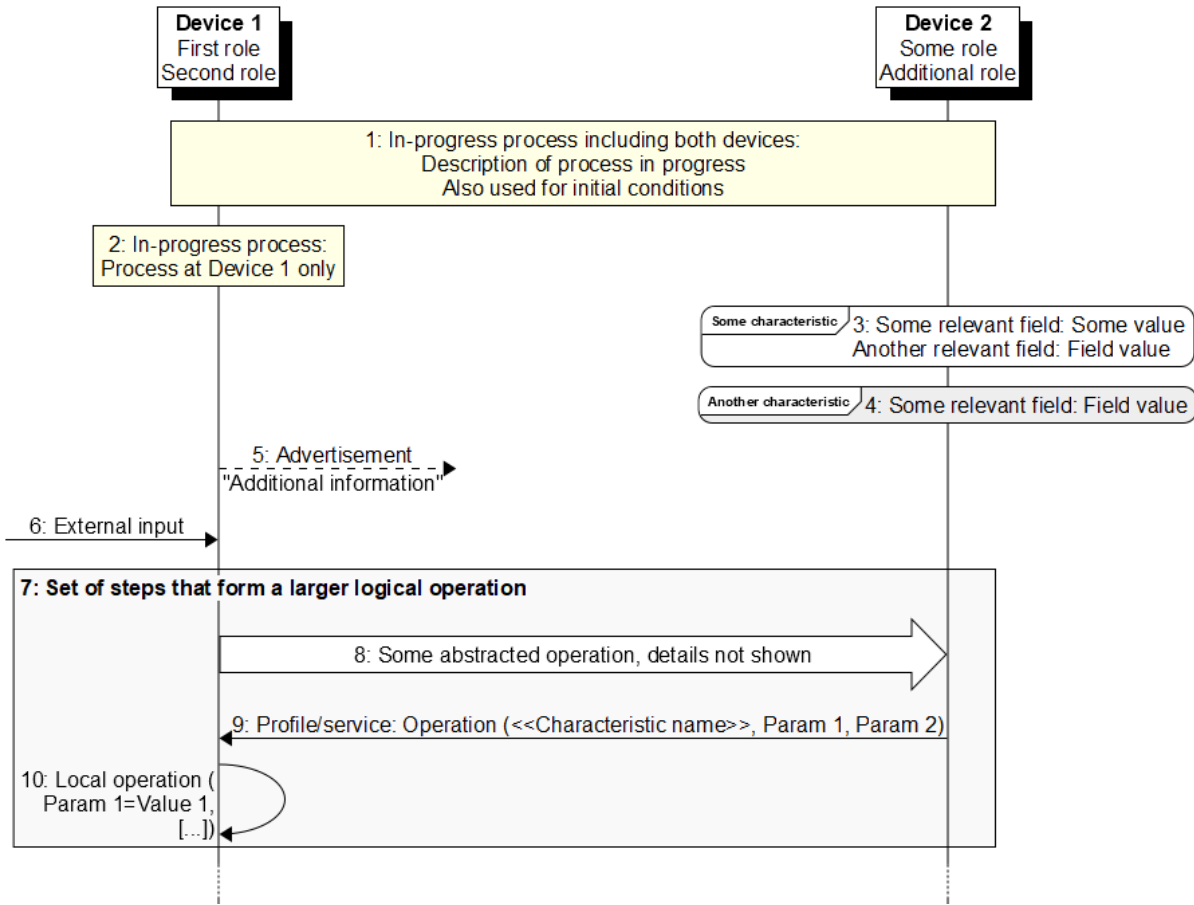 Device 1
First role
Second role
Device 2
Some role
Additional role
1: In-progress process including both devices:
Description of process in progress
Also used for initial conditions
2: In-progress process:
Process at Device 1 only
Some characteristic
3: Some relevant field: Some value
Another relevant field: Field value
Another characteristic
4: Some relevant field: Field value
5: Advertisement
"Additional information"
6: External input
7: Set of steps that form a larger logical operation
8: Some abstracted operation, details not shown
9: Profile/service: Operation (<<Characteristic name>>, Param 1, Param 2)
10: Local operation (
Param 1=Value 1,
[...])